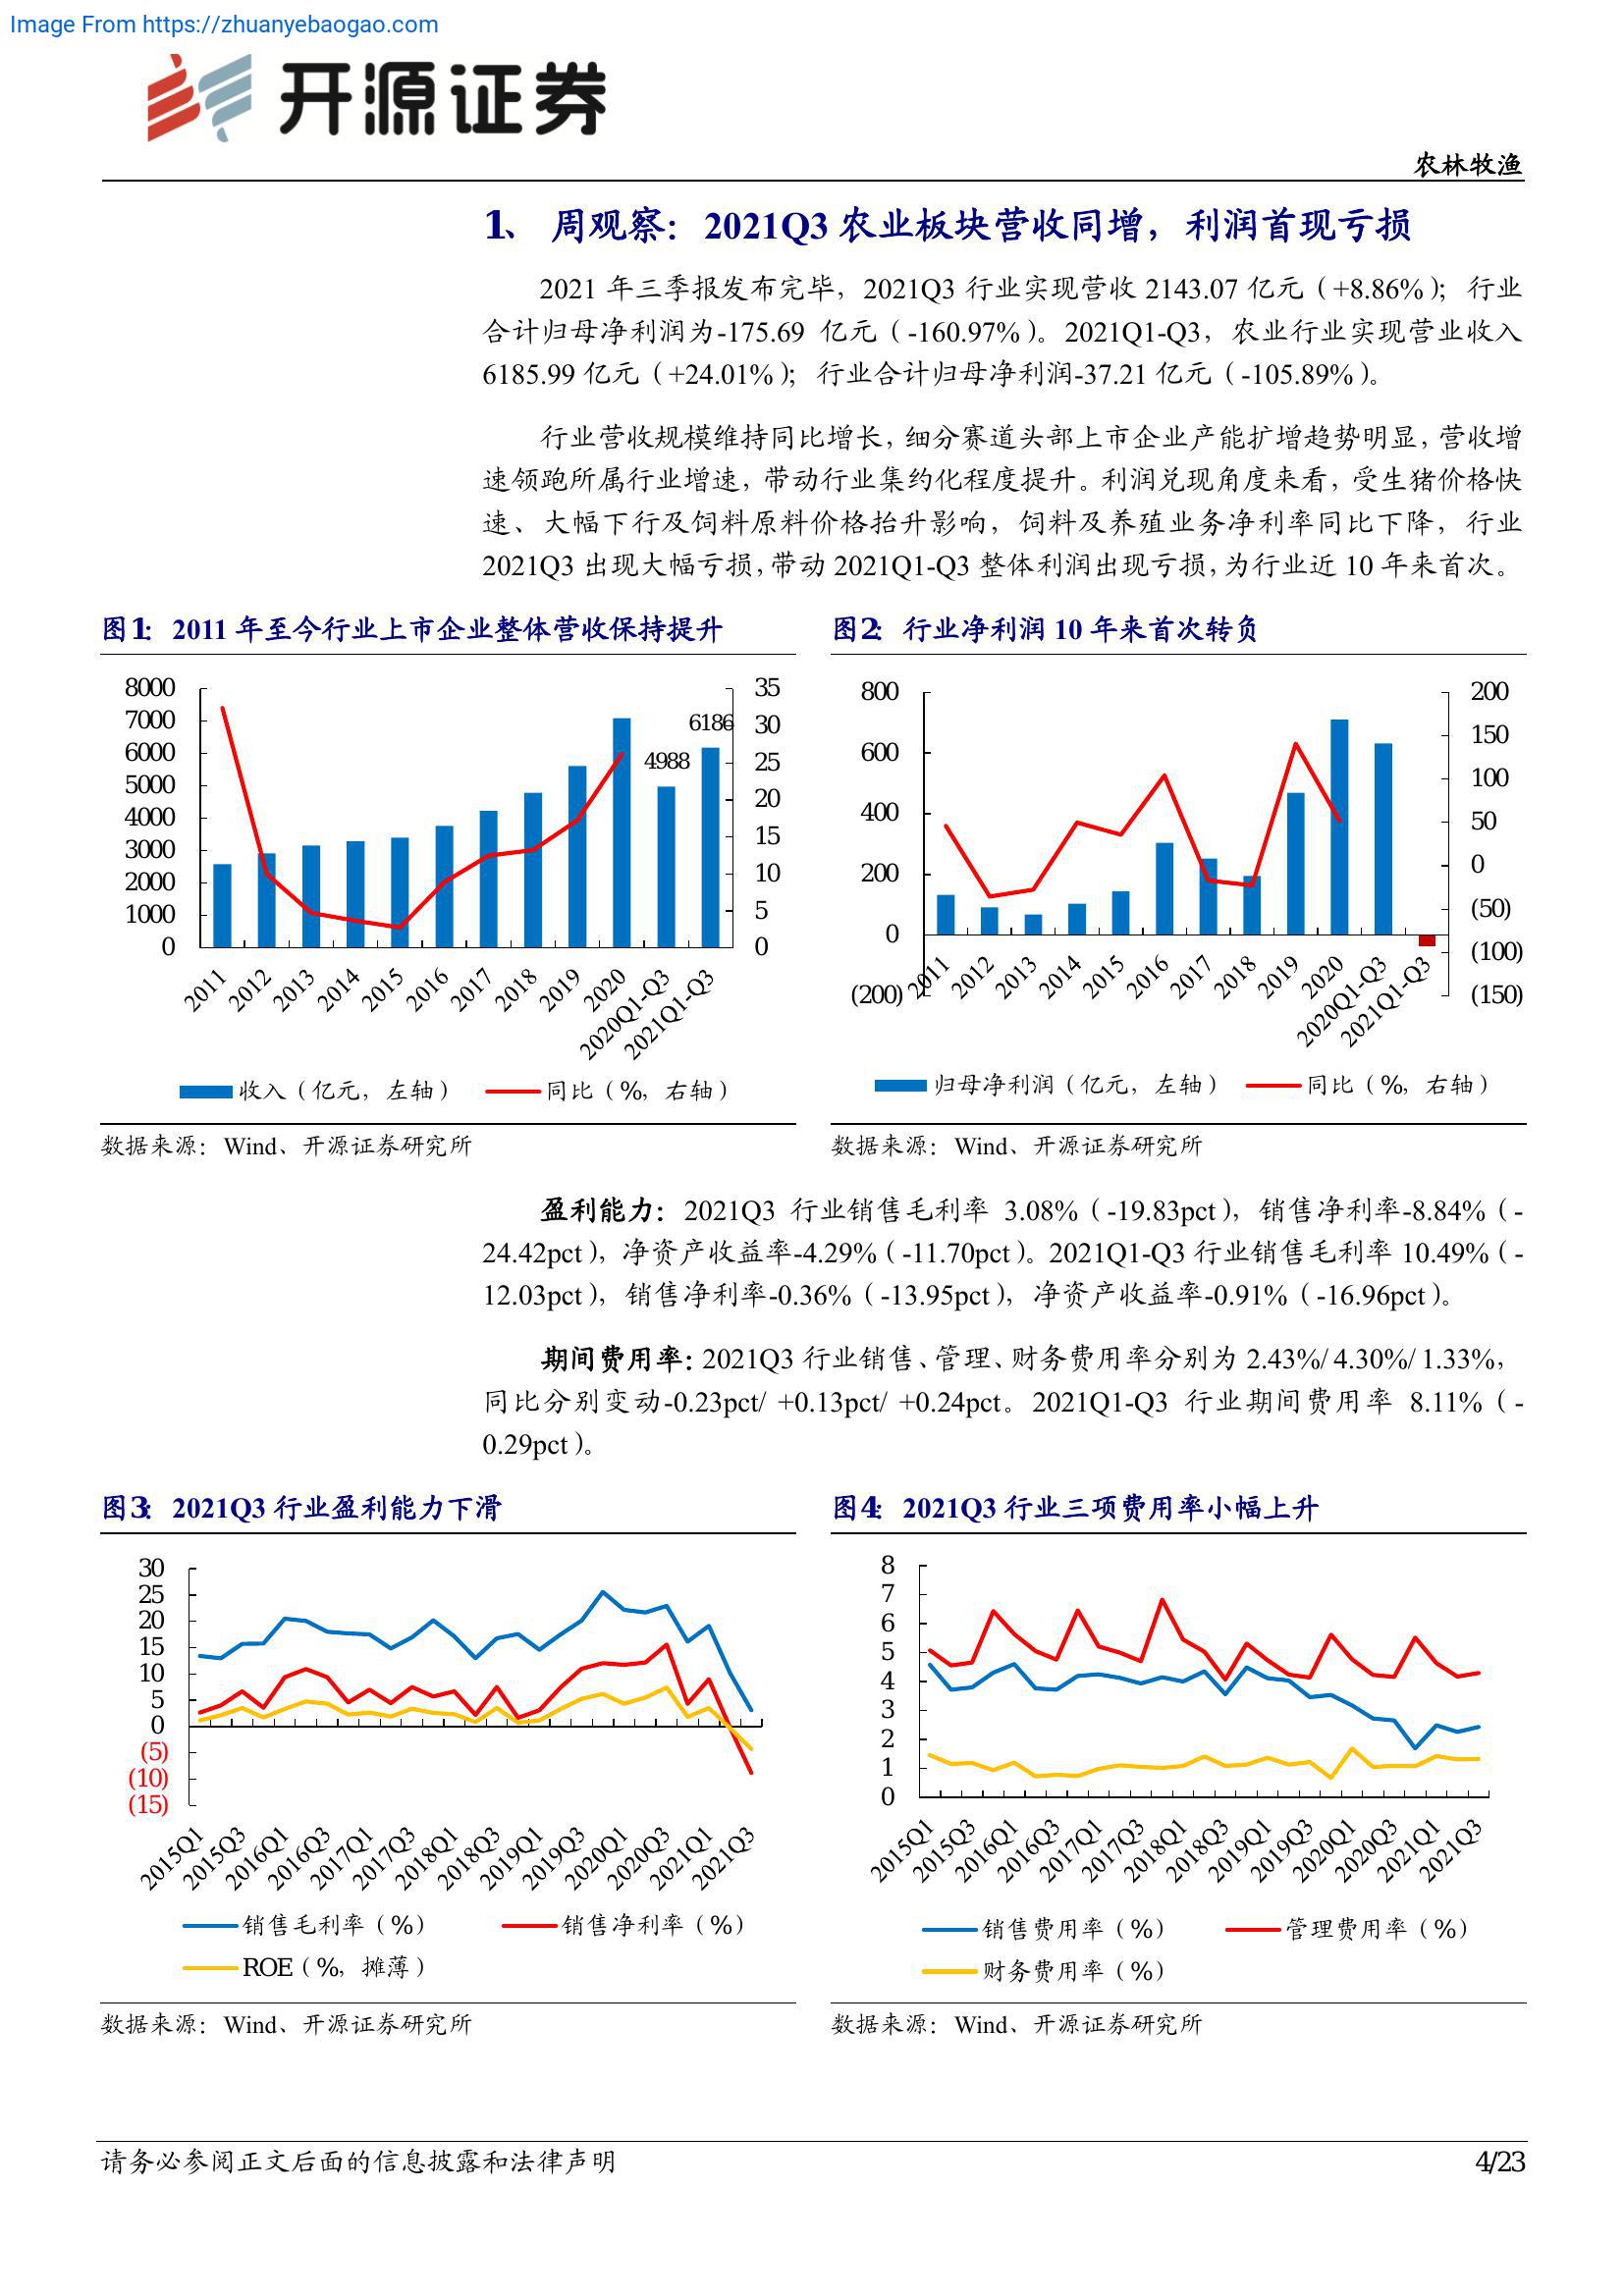 Image From https://zhuanyebaogao.com
开源证券
农林牧渔
1、 周观察：2021Q3 农业板块营收同增，利润首现亏损
2021 年三季报发布完毕，2021Q3 行业实现营收 2143.07 亿元（+8.86%）；行业
合计归母净利润为-175.69 亿元（-160.97%）。2021Q1-Q3，农业行业实现营业收入
6185.99 亿元（+24.01%）；行业合计归母净利润-37.21 亿元（-105.89%）。
行业营收规模维持同比增长，细分赛道头部上市企业产能扩增趋势明显，营收增
速领跑所属行业增速，带动行业集约化程度提升。利润兑现角度来看，受生猪价格快
速、大幅下行及饲料原料价格抬升影响，饲料及养殖业务净利率同比下降，行业
2021Q3 出现大幅亏损，带动 2021Q1-Q3 整体利润出现亏损，为行业近 10 年来首次。
图1： 2011 年至今行业上市企业整体营收保持提升
8000
7000
6000
5000
4000
3000
2000
1000
0
4988
6186
35
30
25
20
15
10
5
0
2011
2012
2013
2014
2015
2016
2017
2018
2019
2020
2020Q1-Q3
2021Q1-Q3
收入（亿元，左轴） 同比（%，右轴）
数据来源：Wind、开源证券研究所
图2： 行业净利润 10 年来首次转负
800
600
400
200
0
(200)
200
150
100
50
0
(50)
(100)
(150)
2011
2012
2013
2014
2015
2016
2017
2018
2019
2020
2020Q1-Q3
2021Q1-Q3
归母净利润（亿元，左轴） 同比（%，右轴）
数据来源：Wind、开源证券研究所
盈利能力：2021Q3 行业销售毛利率 3.08%（-19.83pct），销售净利率-8.84%（-
24.42pct），净资产收益率-4.29%（-11.70pct）。2021Q1-Q3 行业销售毛利率 10.49%（-
12.03pct），销售净利率-0.36%（-13.95pct），净资产收益率-0.91%（-16.96pct）。
期间费用率：2021Q3 行业销售、管理、财务费用率分别为 2.43%/ 4.30%/ 1.33%，
同比分别变动-0.23pct/ +0.13pct/ +0.24pct。2021Q1-Q3 行业期间费用率 8.11%（-
0.29pct）。
图3： 2021Q3 行业盈利能力下滑
30
25
20
15
10
5
0
(5)
(10)
(15)
2015Q1
2015Q3
2016Q1
2016Q3
2017Q1
2017Q3
2018Q1
2018Q3
2019Q1
2019Q3
2020Q1
2020Q3
2021Q1
2021Q3
销售毛利率（%） 销售净利率（%）
ROE（%，摊薄）
数据来源：Wind、开源证券研究所
图4： 2021Q3 行业三项费用率小幅上升
8
7
6
5
4
3
2
1
0
2015Q1
2015Q3
2016Q1
2016Q3
2017Q1
2017Q3
2018Q1
2018Q3
2019Q1
2019Q3
2020Q1
2020Q3
2021Q1
2021Q3
销售费用率（%） 管理费用率（%）
财务费用率（%）
数据来源：Wind、开源证券研究所
请务必参阅正文后面的信息披露和法律声明
4/23